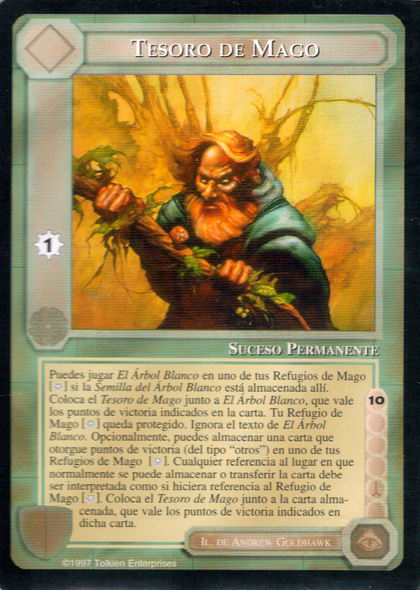 TESORO DE MAGO
1
SUCESO PERMANENTE
Puedes jugar El Árbol Blanco en uno de tus Refugios de Mago
[☼] si la Semilla del Árbol Blanco está almacenada allí.
Coloca el Tesoro de Mago junto a El Árbol Blanco, que vale
los puntos de victoria indicados en la carta. Tu Refugio de
Mago [☼] queda protegido. Ignora el texto de El Árbol
Blanco. Opcionalmente, puedes almacenar una carta que
otorgue puntos de victoria (del tipo “otros”) en uno de tus
Refugios de Mago [☼]. Cualquier referencia al lugar en que
normalmente se puede almacenar o transferir la carta debe
ser interpretada como si hiciera referencia al Refugio de
Mago [☼]. Coloca el Tesoro de Mago junto a la carta alma-
cenada, que vale los puntos de victoria indicados en
dicha carta.
10
IL. DE ANDREW GOLDHAWK
©1997 Tolkien Enterprises